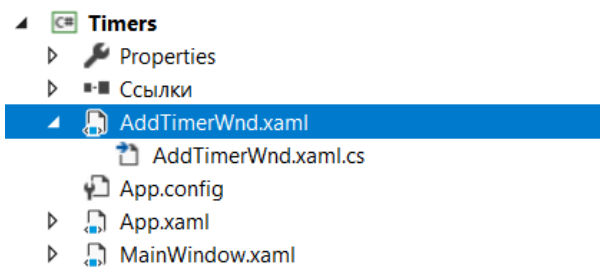 C# Timers
Properties
Ссылки
AddTimerWnd.xaml
AddTimerWnd.xaml.cs
App.config
App.xaml
MainWindow.xaml